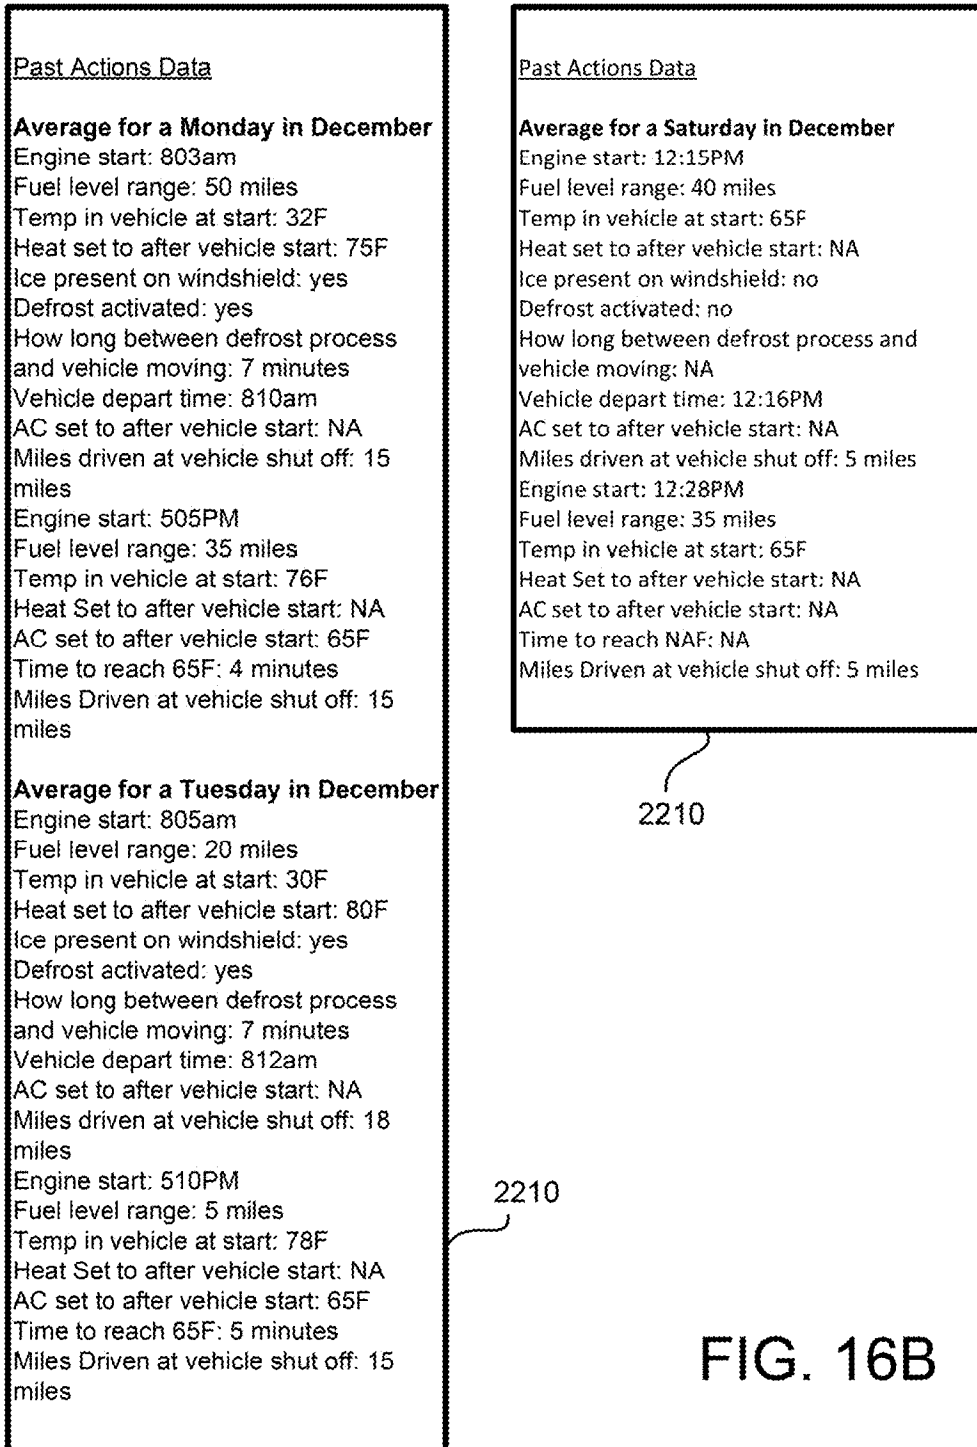 Past Actions Data
Average for a Monday in December
Engine start: 803am
Fuel level range: 50 miles
Temp in vehicle at start: 32F
Heat set to after vehicle start: 75F
Ice present on windshield: yes
Defrost activated: yes
How long between defrost process
and vehicle moving: 7 minutes
Vehicle depart time: 810am
AC set to after vehicle start: NA
Miles driven at vehicle shut off: 15
miles
Engine start: 505PM
Fuel level range: 35 miles
Temp in vehicle at start: 76F
Heat Set to after vehicle start: NA
AC set to after vehicle start: 65F
Time to reach 65F: 4 minutes
Miles Driven at vehicle shut off: 15
miles
Average for a Tuesday in December
Engine start: 805am
Fuel level range: 20 miles
Temp in vehicle at start: 30F
Heat set to after vehicle start: 80F
Ice present on windshield: yes
Defrost activated: yes
How long between defrost process
and vehicle moving: 7 minutes
Vehicle depart time: 812am
AC set to after vehicle start: NA
Miles driven at vehicle shut off: 18
miles
Engine start: 510PM
Fuel level range: 5 miles
Temp in vehicle at start: 78F
Heat Set to after vehicle start: NA
AC set to after vehicle start: 65F
Time to reach 65F: 5 minutes
Miles Driven at vehicle shut off: 15
miles
2210
Past Actions Data
Average for a Saturday in December
Engine start: 12:15PM
Fuel level range: 40 miles
Temp in vehicle at start: 65F
Heat set to after vehicle start: NA
Ice present on windshield: no
Defrost activated: no
How long between defrost process and
vehicle moving: NA
Vehicle depart time: 12:16PM
AC set to after vehicle start: NA
Miles driven at vehicle shut off: 5 miles
Engine start: 12:28PM
Fuel level range: 35 miles
Temp in vehicle at start: 65F
Heat Set to after vehicle start: NA
AC set to after vehicle start: NA
Time to reach NAF: NA
Miles Driven at vehicle shut off: 5 miles
2210
FIG. 16B